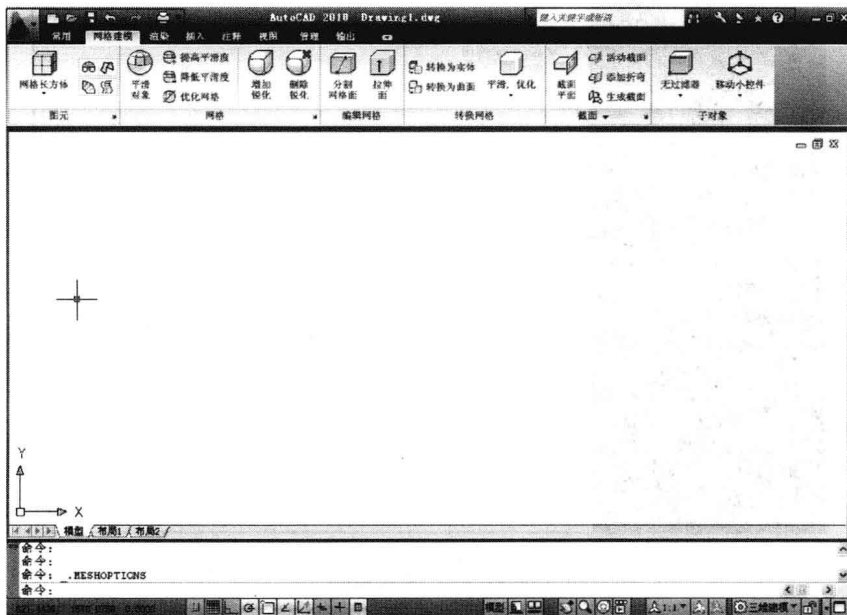 AutoCAD 2010 Drawing1.dwg 键入关键字或短语
常用 网格建模 渲染 插入 注释 视图 管理 输出
网格长方体
平滑对象
提高平滑度
降低平滑度
优化网格
增加锐化
删除锐化
分割网格面
拉伸面
转换为实体
转换为曲面
平滑,优化
截面平面
活动截面
添加折弯
生成截面
无过滤器
移动小控件
图元 网格 编辑网格 转换网格 截面 子对象
Y
X
模型 布局1 布局2
命令:
命令:
命令: _.MESHOPTIONS
命令:
模型 1:1 三维建模